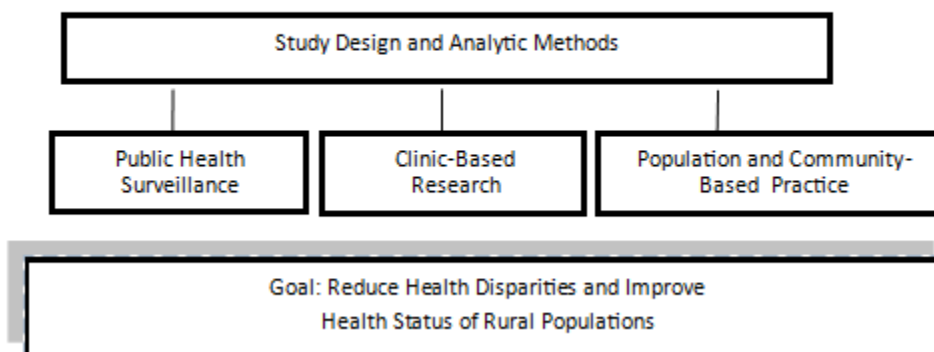 Study Design and Analytic Methods
Public Health
Surveillance
Clinic-Based
Research
Population and Community-
Based Practice
Goal: Reduce Health Disparities and Improve
Health Status of Rural Populations